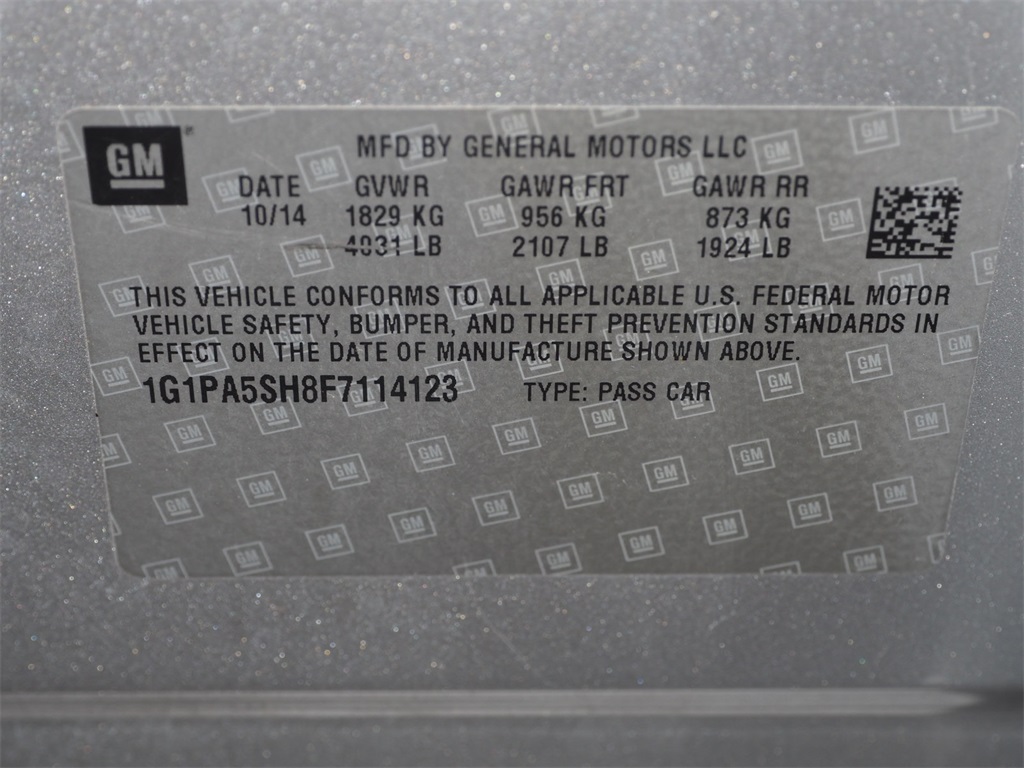 GM
MFD BY GENERAL MOTORS LLC
DATE GVWR GAWR FRT GAWR RR
10/14 1829 KG 956 KG 873 KG
4031 LB 2107 LB 1924 LB
THIS VEHICLE CONFORMS TO ALL APPLICABLE U.S. FEDERAL MOTOR
VEHICLE SAFETY, BUMPER, AND THEFT PREVENTION STANDARDS IN
EFFECT ON THE DATE OF MANUFACTURE SHOWN ABOVE.
1G1PA5SH8F7114123 TYPE: PASS CAR